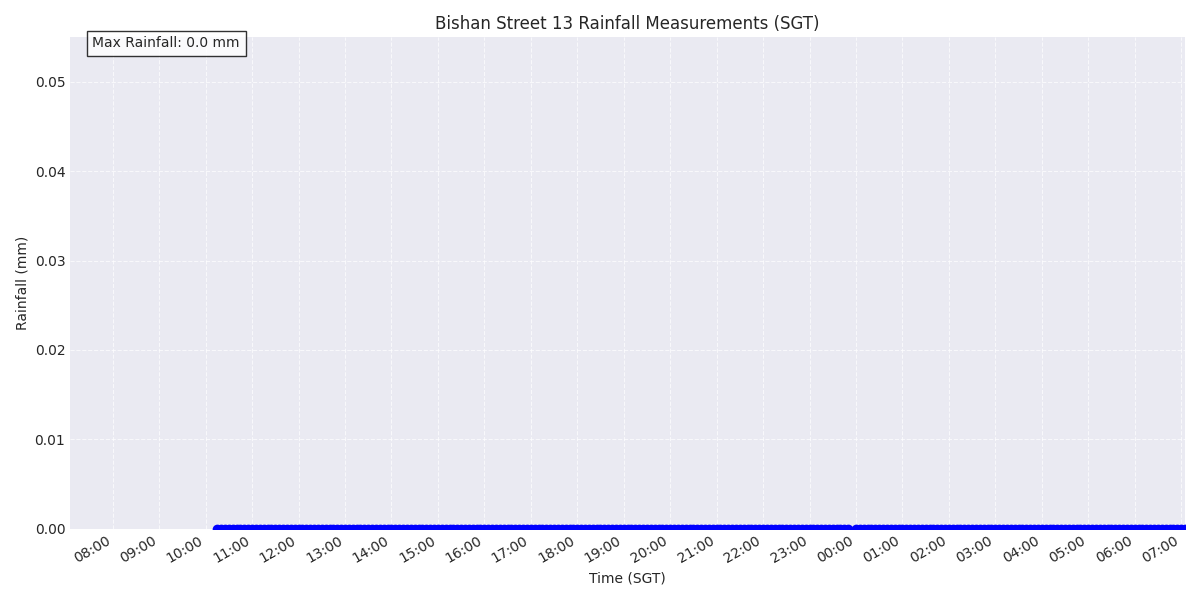 Bishan Street 13 Rainfall Measurements (SGT)
Max Rainfall: 0.0 mm
0.05
0.04
0.03
0.02
0.01
0.00
Rainfall (mm)
08:00 09:00 10:00 11:00 12:00 13:00 14:00 15:00 16:00 17:00 18:00 19:00 20:00 21:00 22:00 23:00 00:00 01:00 02:00 03:00 04:00 05:00 06:00 07:00
Time (SGT)